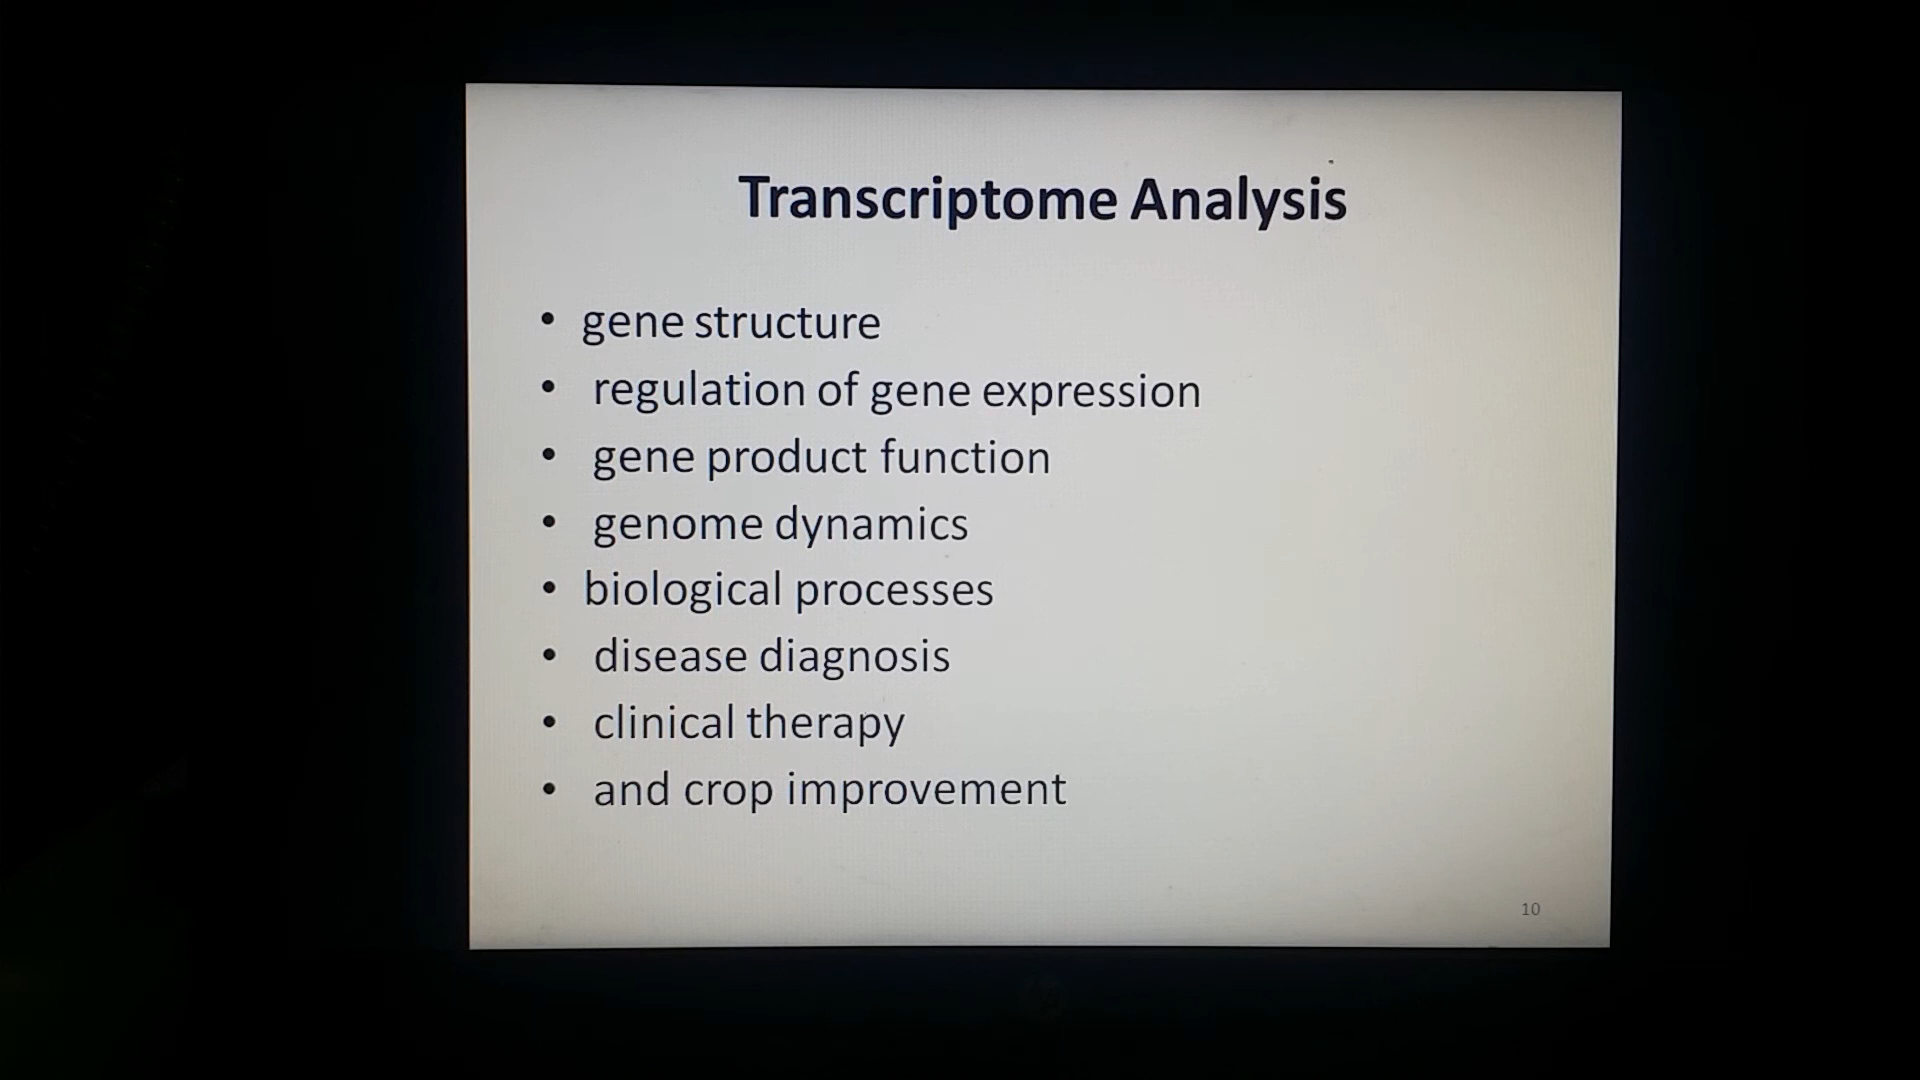 Transcriptome Analysis
• gene structure
• regulation of gene expression
• gene product function
• genome dynamics
• biological processes
• disease diagnosis
• clinical therapy
• and crop improvement
10